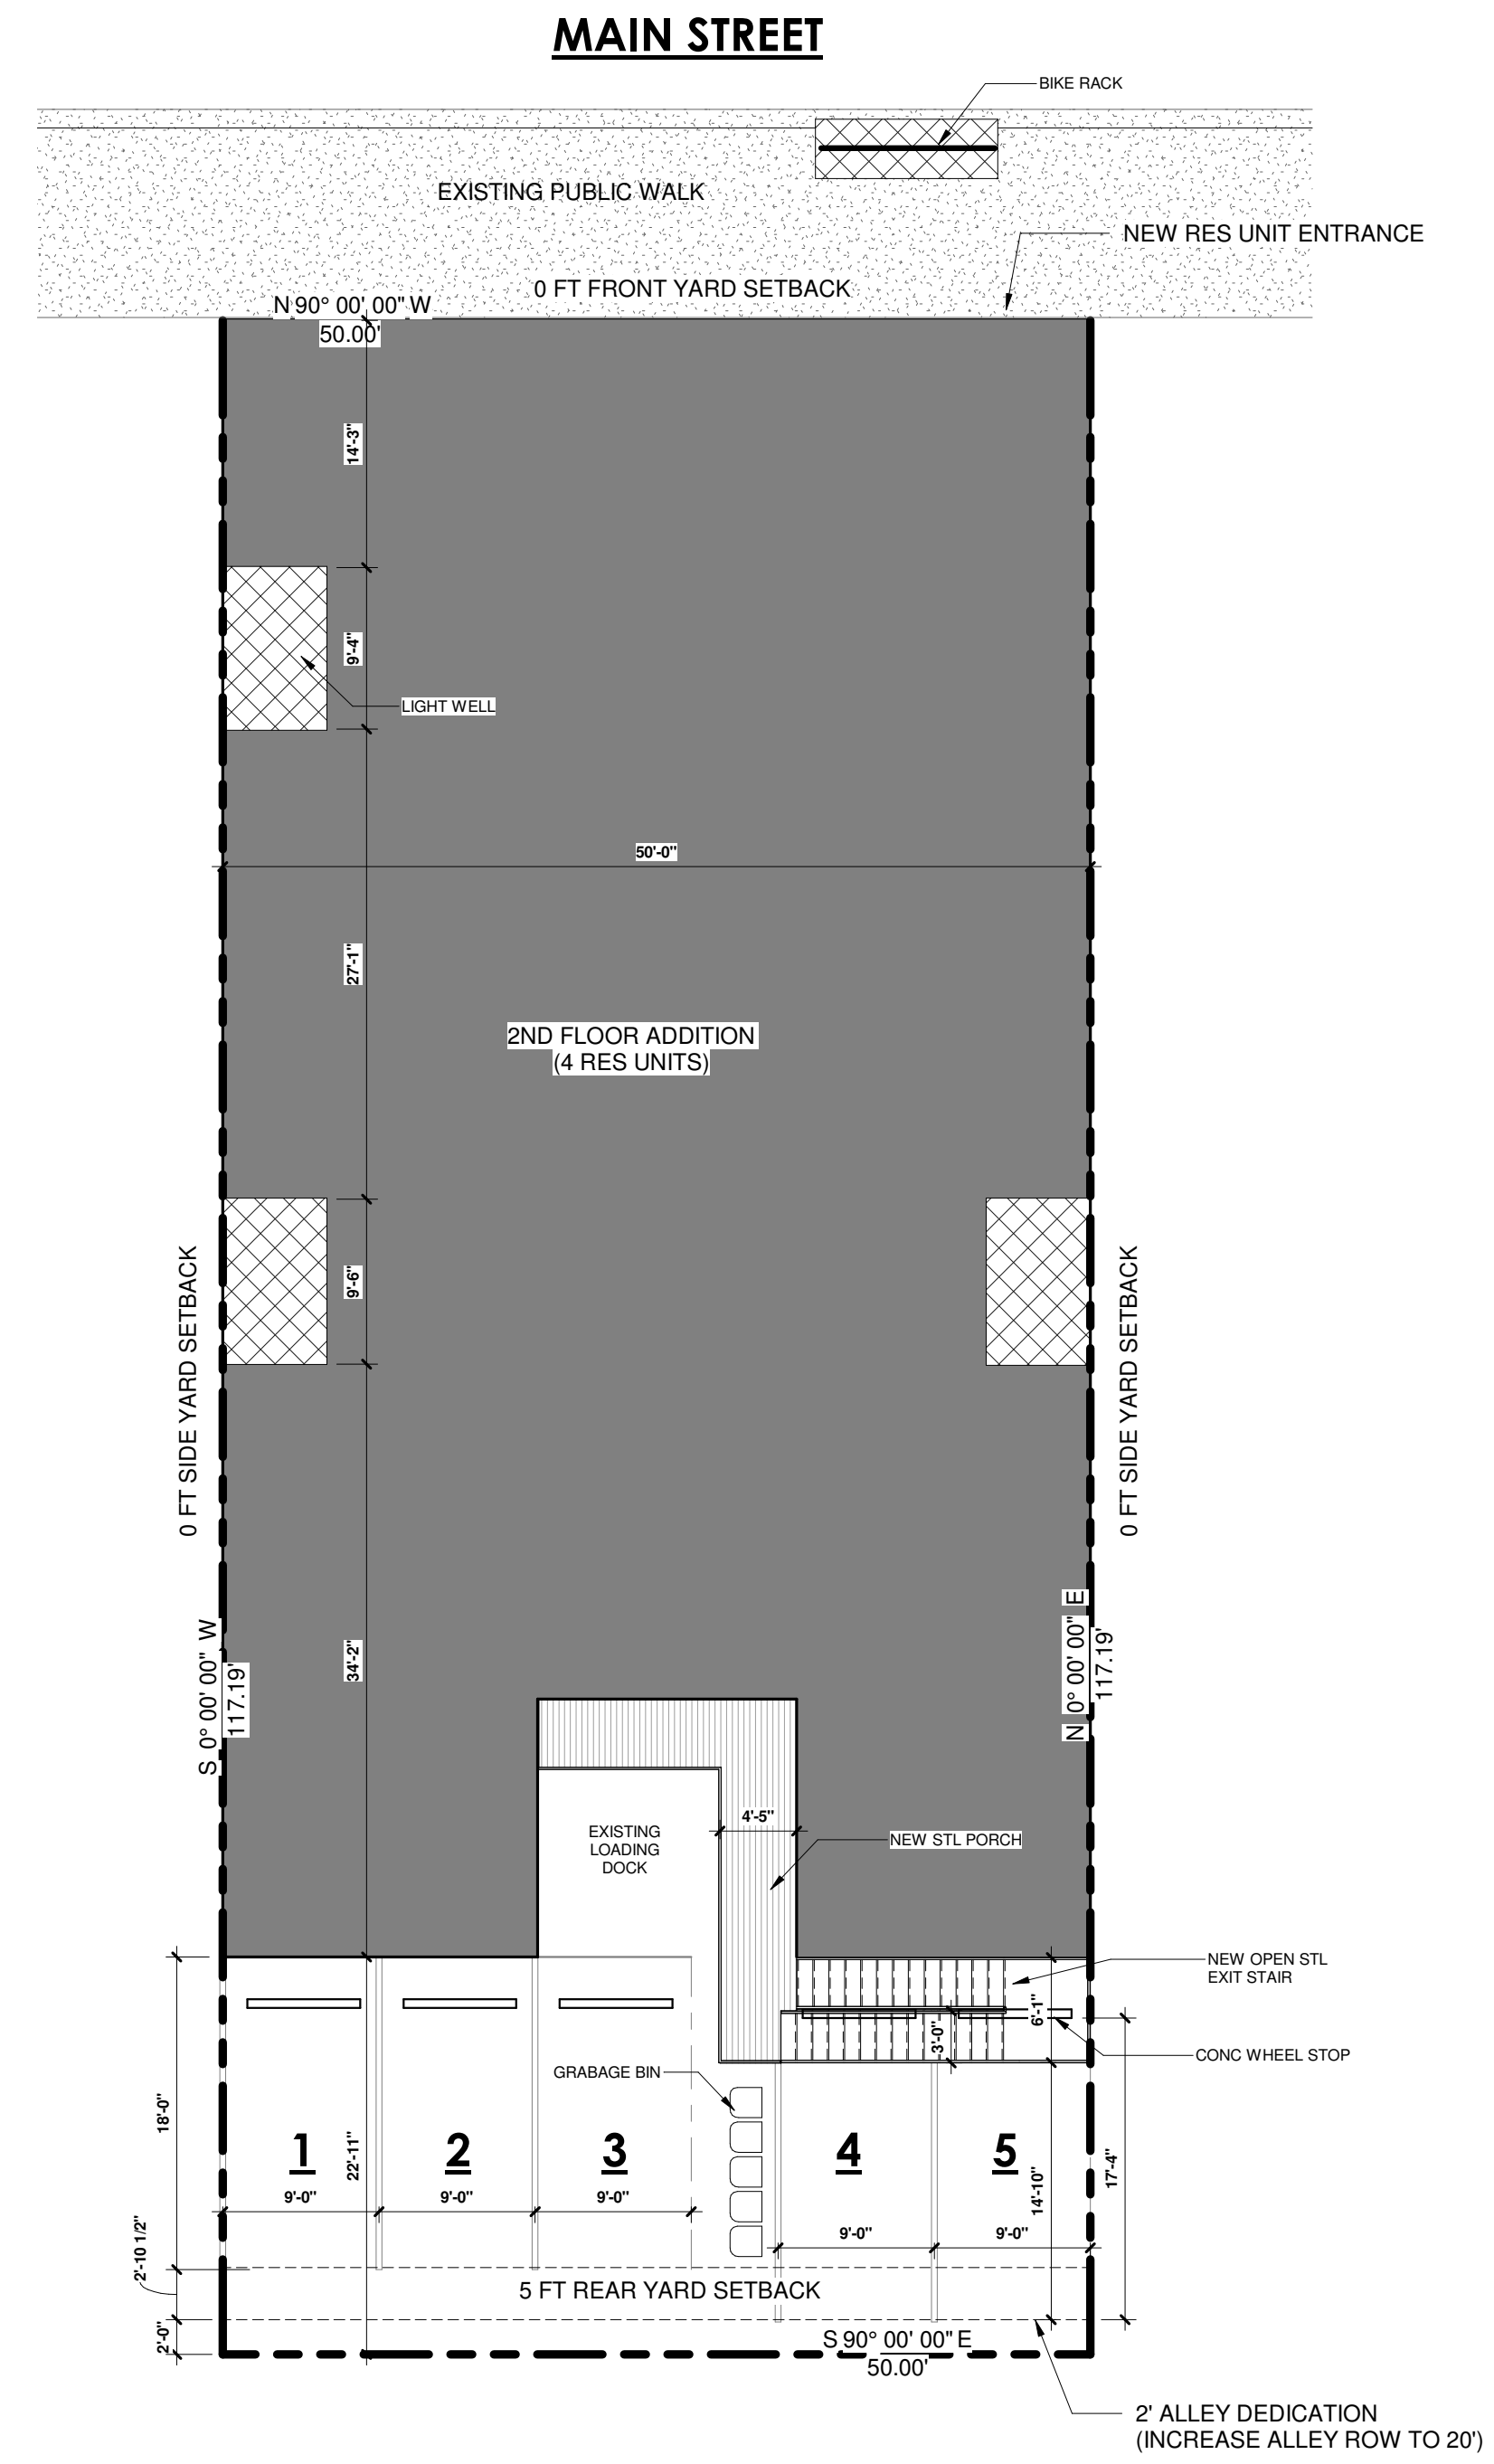 MAIN STREET
BIKE RACK
EXISTING PUBLIC WALK
NEW RES UNIT ENTRANCE
0 FT FRONT YARD SETBACK
N 90° 00' 00" W
50.00'
14'-3"
9'-4"
LIGHT WELL
50'-0"
27'-1"
2ND FLOOR ADDITION
(4 RES UNITS)
9'-6"
0 FT SIDE YARD SETBACK
0 FT SIDE YARD SETBACK
S 0° 00' 00" W
117.19'
34'-2"
N 0° 00' 00" E
117.19'
4'-5"
EXISTING
LOADING
DOCK
NEW STL PORCH
NEW OPEN STL
EXIT STAIR
6'-1"
3'-0"
CONC WHEEL STOP
GRABAGE BIN
18'-0"
1
2
3
4
5
22'-11"
14'-10"
17'-4"
9'-0"
9'-0"
9'-0"
9'-0"
9'-0"
2'-10 1/2"
5 FT REAR YARD SETBACK
2'-0"
S 90° 00' 00" E
50.00'
2' ALLEY DEDICATION
(INCREASE ALLEY ROW TO 20')